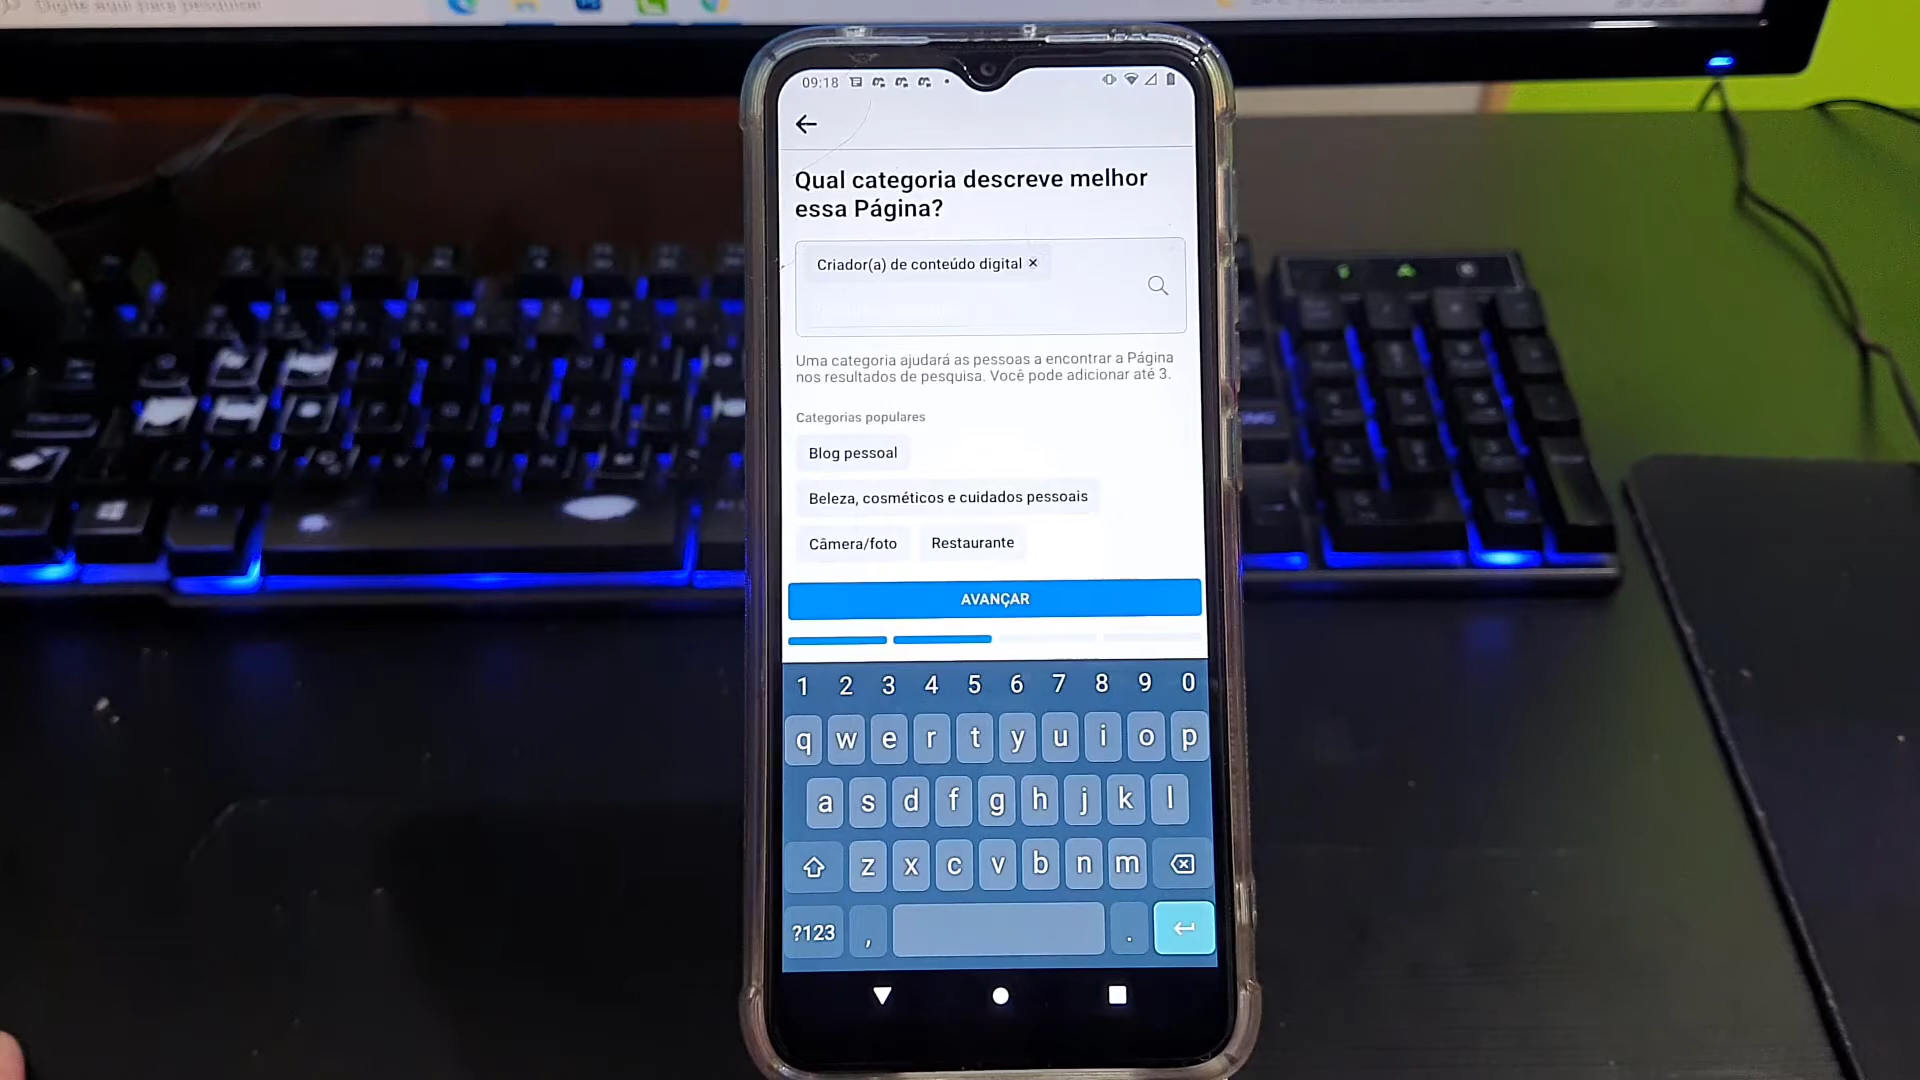 Digite aqui para pesquisar
09:18
Qual categoria descreve melhor
essa Página?
Criador(a) de conteúdo digital ×
Uma categoria ajudará as pessoas a encontrar a Página
nos resultados de pesquisa. Você pode adicionar até 3.
Categorias populares
Blog pessoal
Beleza, cosméticos e cuidados pessoais
Câmera/foto Restaurante
AVANÇAR
1 2 3 4 5 6 7 8 9 0
q w e r t y u i o p
a s d f g h j k l
z x c v b n m
?123 , .